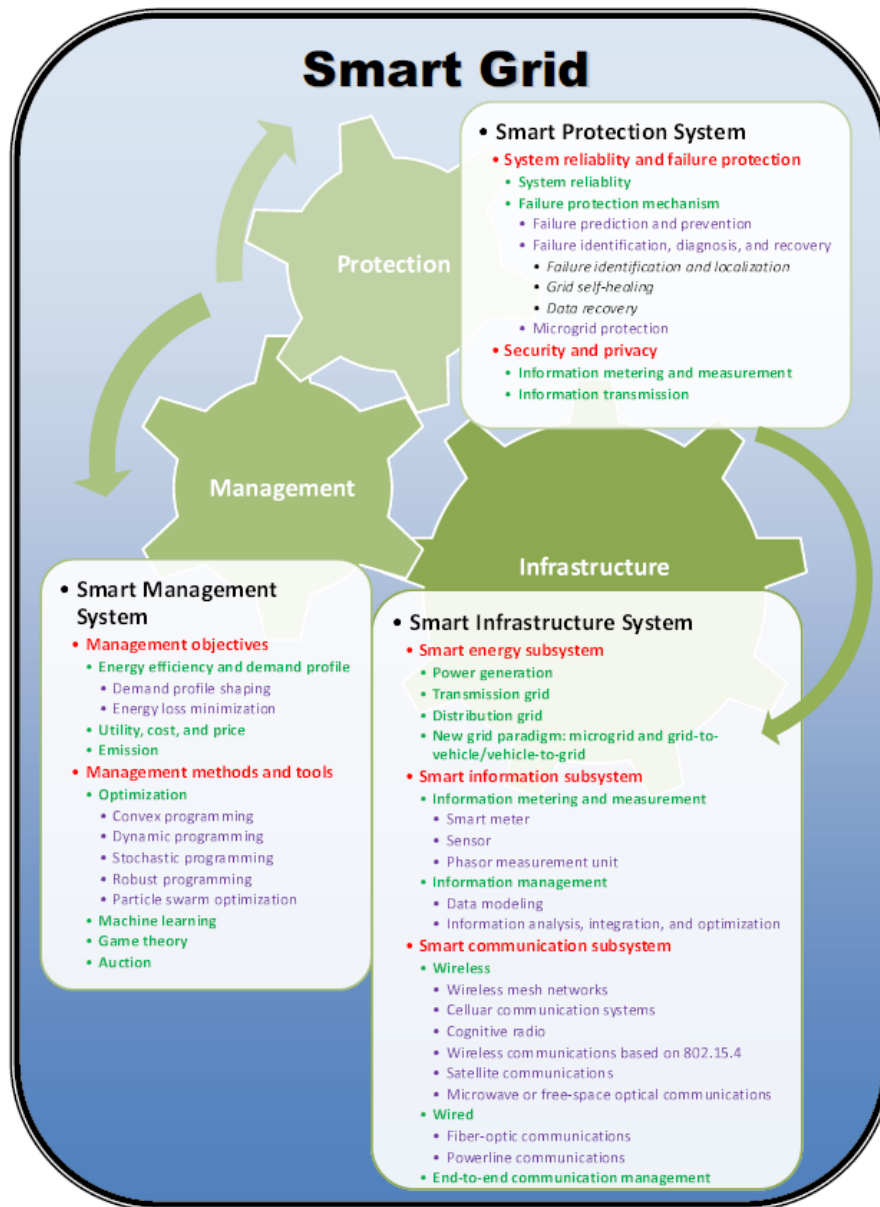 Smart Grid
Protection
• Smart Protection System
• System reliablity and failure protection
• System reliablity
• Failure protection mechanism
• Failure prediction and prevention
• Failure identification, diagnosis, and recovery
• Failure identification and localization
• Grid self-healing
• Data recovery
• Microgrid protection
• Security and privacy
• Information metering and measurement
• Information transmission
Management
Infrastructure
• Smart Management
System
• Management objectives
• Energy efficiency and demand profile
• Demand profile shaping
• Energy loss minimization
• Utility, cost, and price
• Emission
• Management methods and tools
• Optimization
• Convex programming
• Dynamic programming
• Stochastic programming
• Robust programming
• Particle swarm optimization
• Machine learning
• Game theory
• Auction
• Smart Infrastructure System
• Smart energy subsystem
• Power generation
• Transmission grid
• Distribution grid
• New grid paradigm: microgrid and grid-to-
vehicle/vehicle-to-grid
• Smart information subsystem
• Information metering and measurement
• Smart meter
• Sensor
• Phasor measurement unit
• Information management
• Data modeling
• Information analysis, integration, and optimization
• Smart communication subsystem
• Wireless
• Wireless mesh networks
• Celluar communication systems
• Cognitive radio
• Wireless communications based on 802.15.4
• Satellite communications
• Microwave or free-space optical communications
• Wired
• Fiber-optic communications
• Powerline communications
• End-to-end communication management